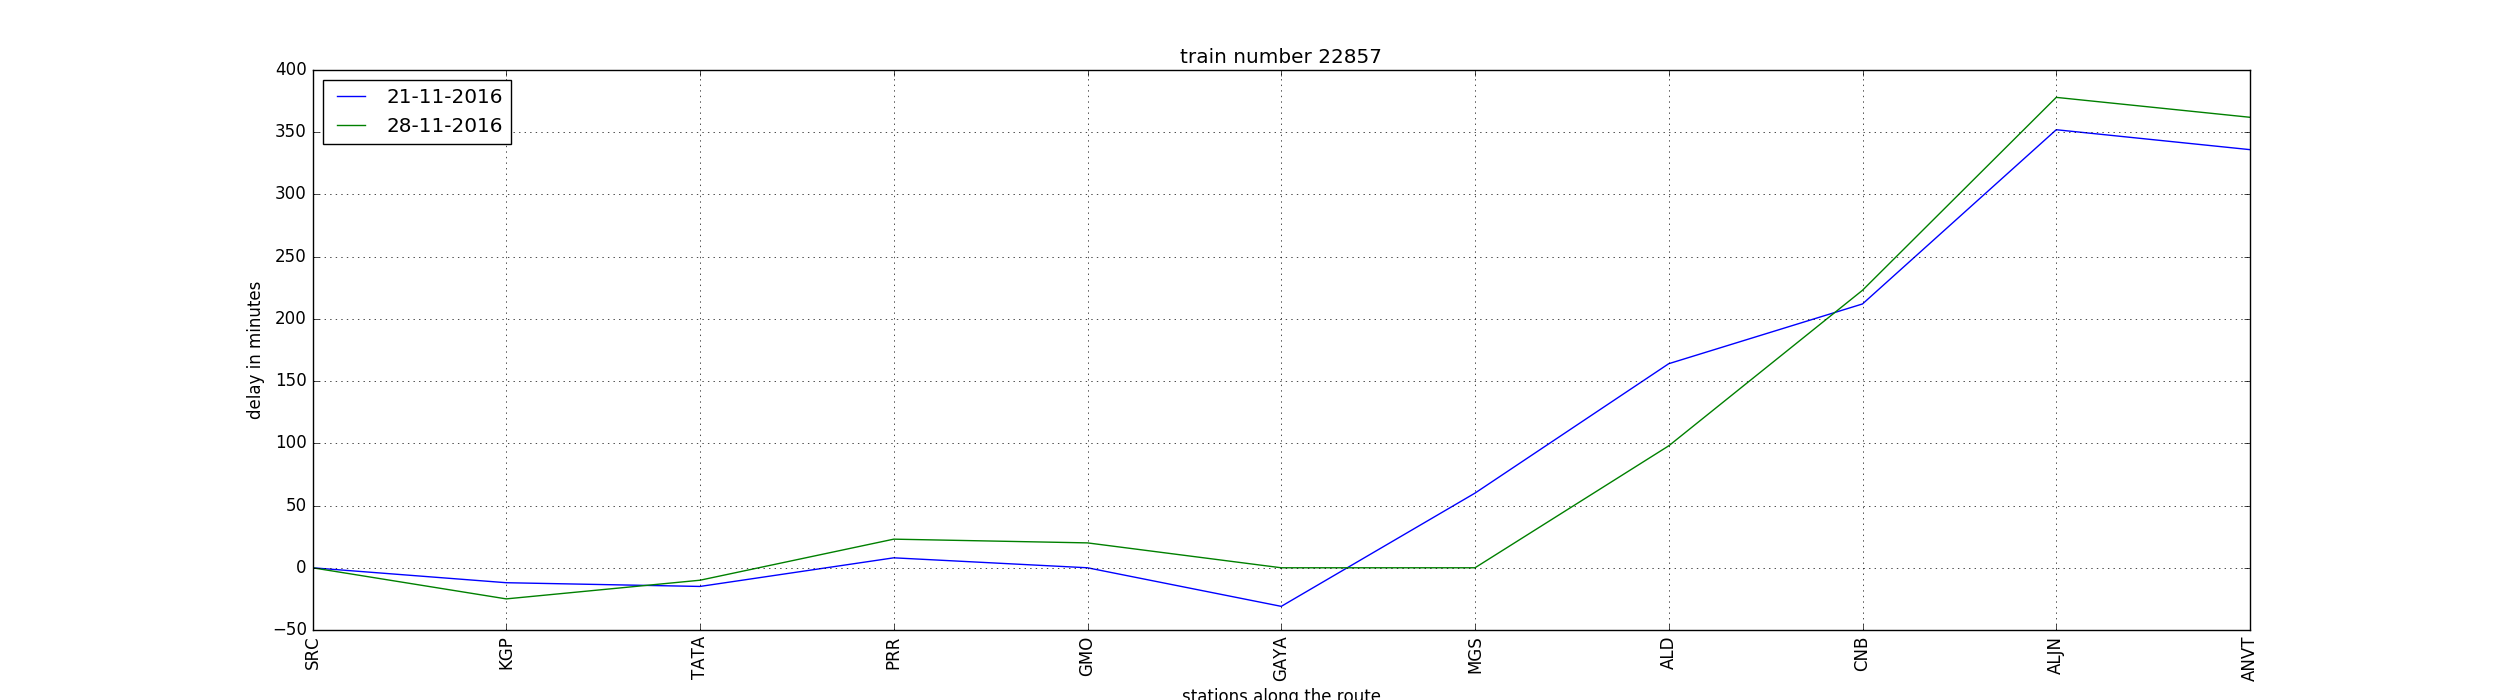 train number 22857
21-11-2016
28-11-2016
400
350
300
250
200
150
100
50
0
−50
delay in minutes
SRC
KGP
TATA
PRR
GMO
GAYA
MGS
ALD
CNB
ALJN
ANVT
stations along the route